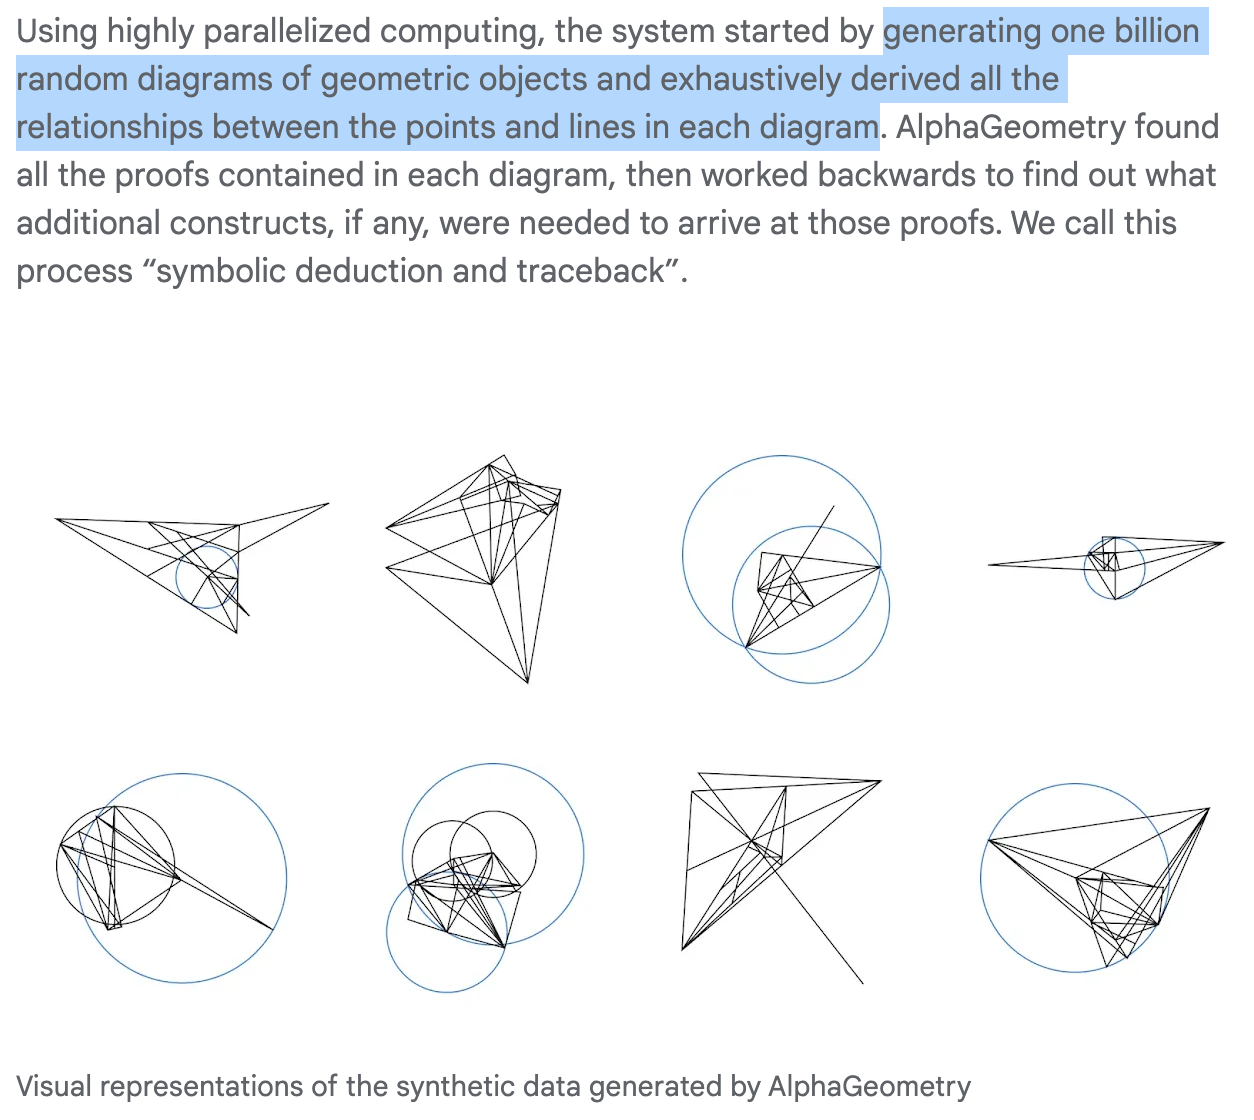 Using highly parallelized computing, the system started by generating one billion
random diagrams of geometric objects and exhaustively derived all the
relationships between the points and lines in each diagram. AlphaGeometry found
all the proofs contained in each diagram, then worked backwards to find out what
additional constructs, if any, were needed to arrive at those proofs. We call this
process “symbolic deduction and traceback”.
Visual representations of the synthetic data generated by AlphaGeometry